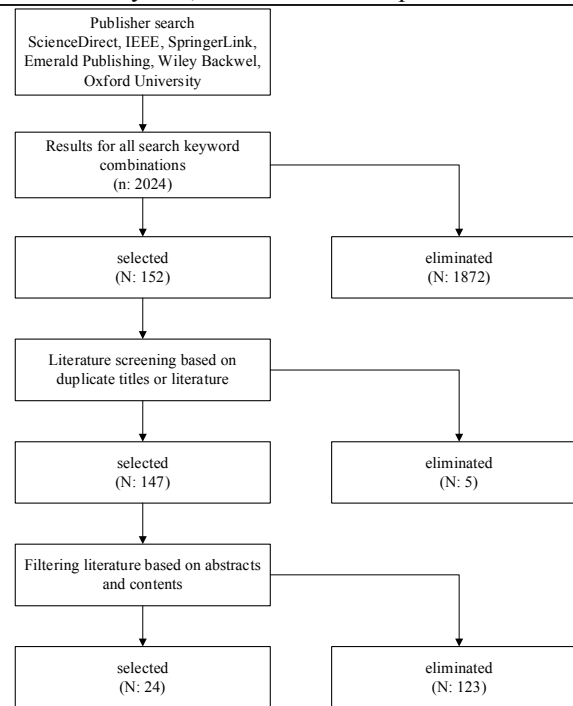 Publisher search
ScienceDirect, IEEE, SpringerLink,
Emerald Publishing, Wiley Backwel,
Oxford University
Results for all search keyword
combinations
(n: 2024)
selected
(N: 152)
eliminated
(N: 1872)
Literature screening based on
duplicate titles or literature
selected
(N: 147)
eliminated
(N: 5)
Filtering literature based on abstracts
and contents
selected
(N: 24)
eliminated
(N: 123)